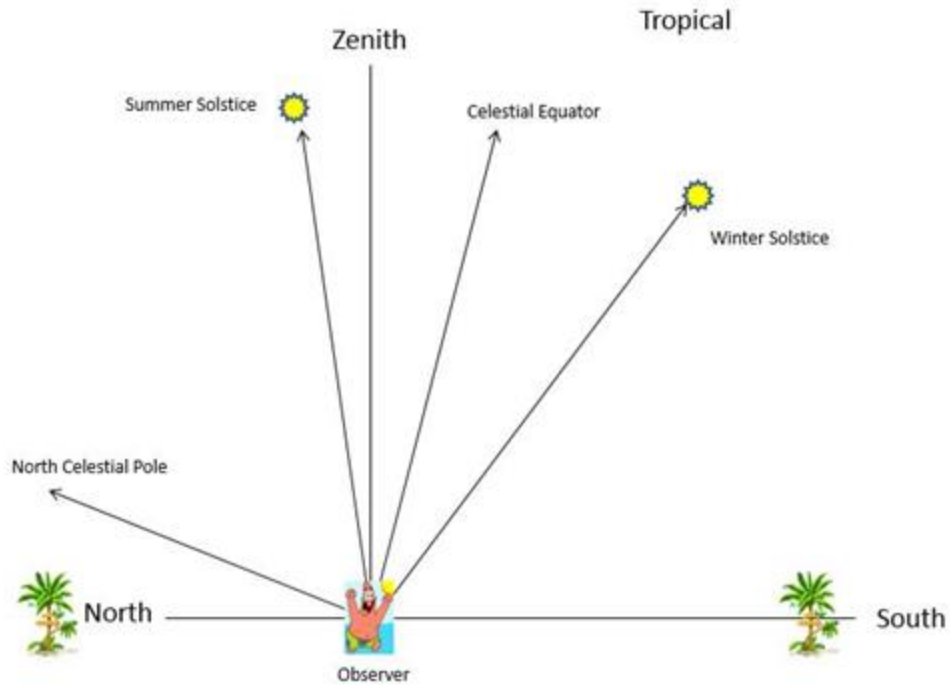 Tropical
Zenith
Summer Solstice
Celestial Equator
Winter Solstice
North Celestial Pole
North
South
Observer